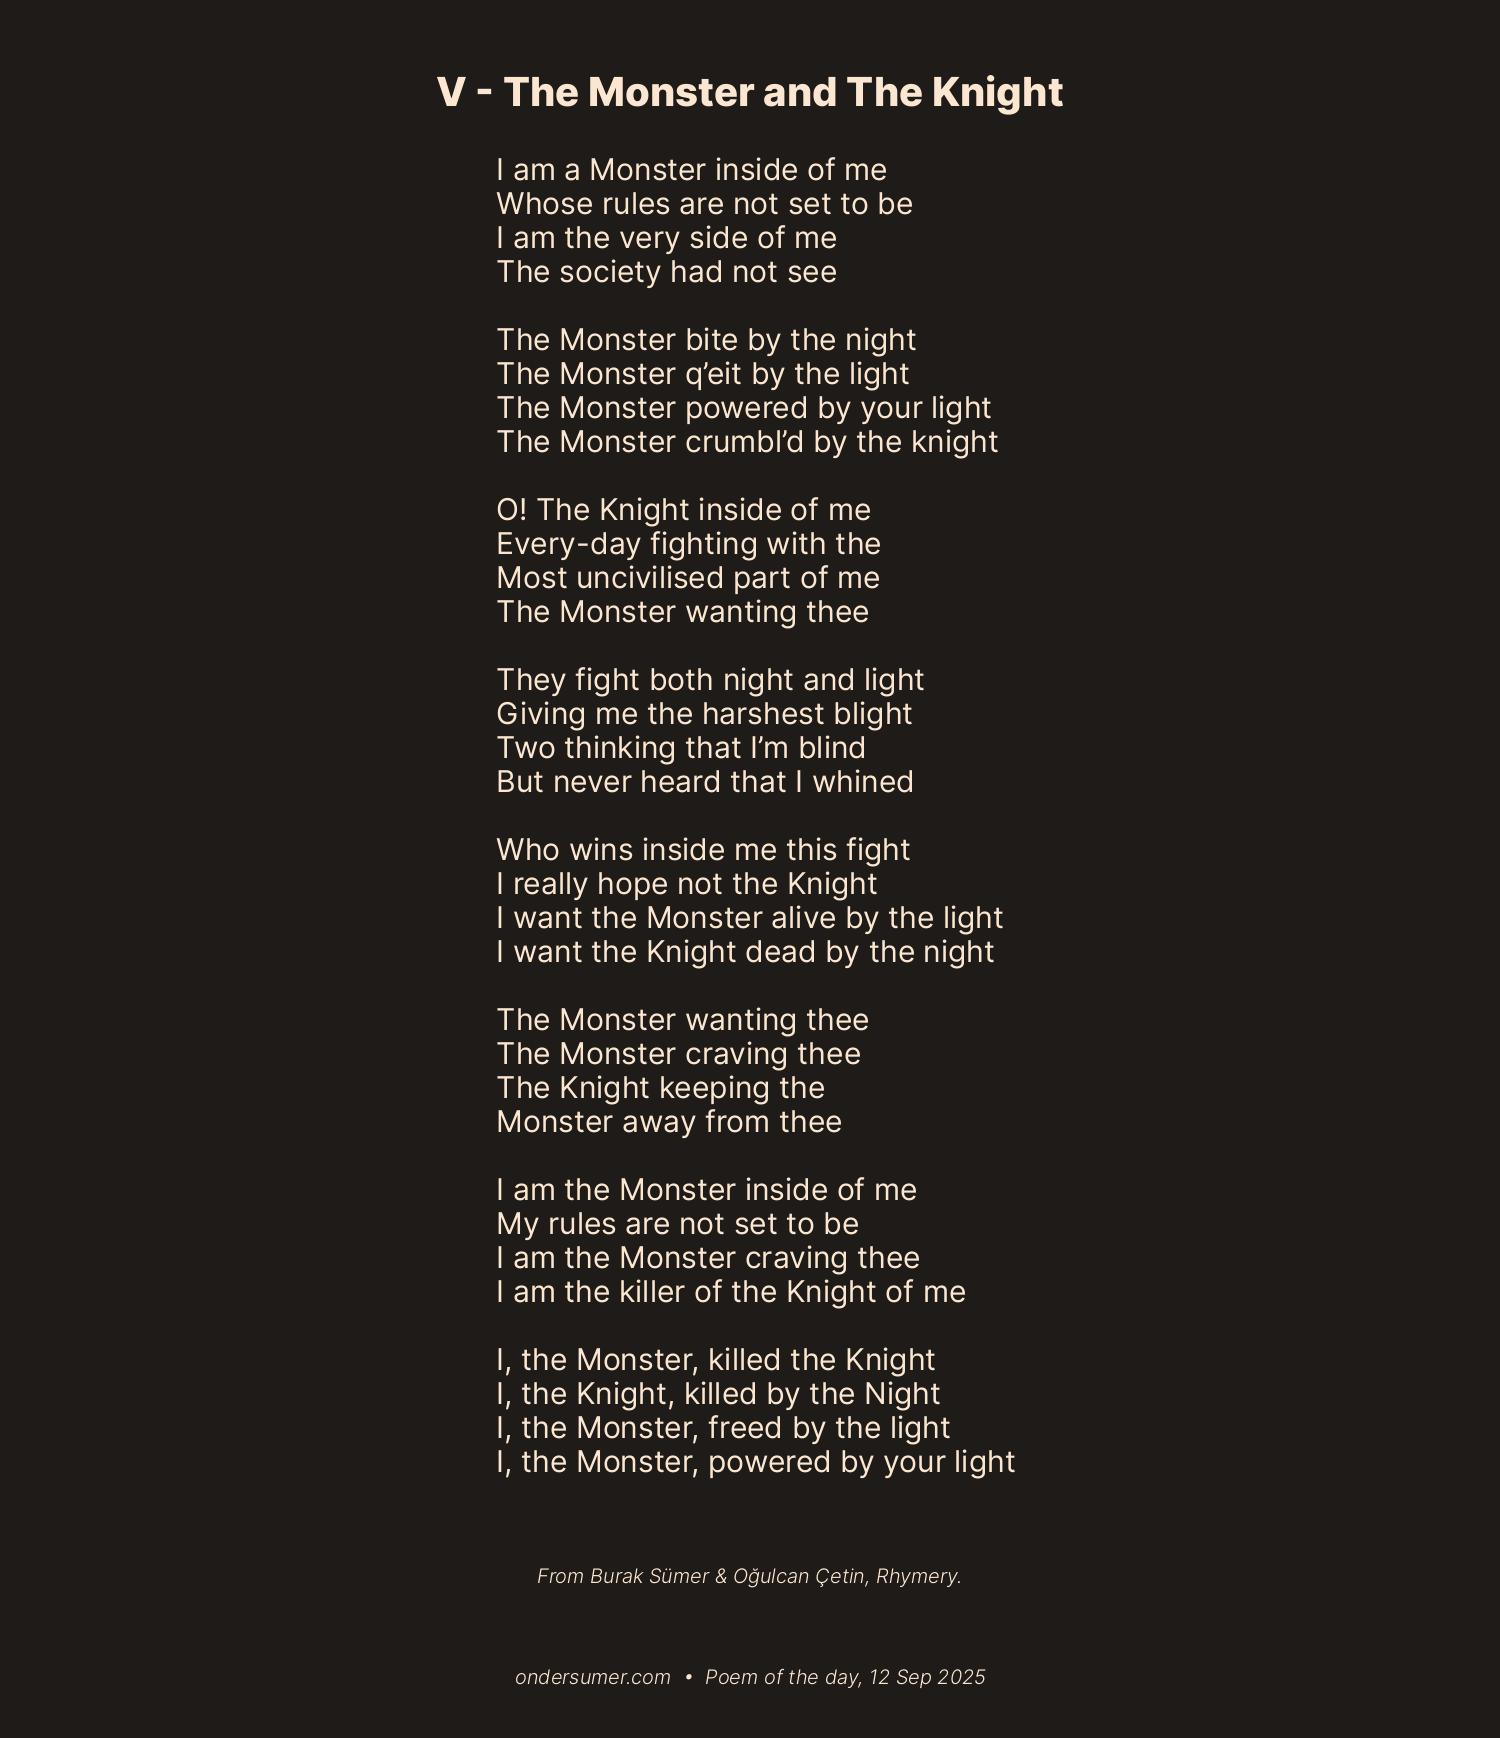 V - The Monster and The Knight
I am a Monster inside of me
Whose rules are not set to be
I am the very side of me
The society had not see
The Monster bite by the night
The Monster q’eit by the light
The Monster powered by your light
The Monster crumbl’d by the knight
O! The Knight inside of me
Every-day fighting with the
Most uncivilised part of me
The Monster wanting thee
They fight both night and light
Giving me the harshest blight
Two thinking that I’m blind
But never heard that I whined
Who wins inside me this fight
I really hope not the Knight
I want the Monster alive by the light
I want the Knight dead by the night
The Monster wanting thee
The Monster craving thee
The Knight keeping the
Monster away from thee
I am the Monster inside of me
My rules are not set to be
I am the Monster craving thee
I am the killer of the Knight of me
I, the Monster, killed the Knight
I, the Knight, killed by the Night
I, the Monster, freed by the light
I, the Monster, powered by your light
From Burak Sümer & Oğulcan Çetin, Rhymery.
ondersumer.com • Poem of the day, 12 Sep 2025